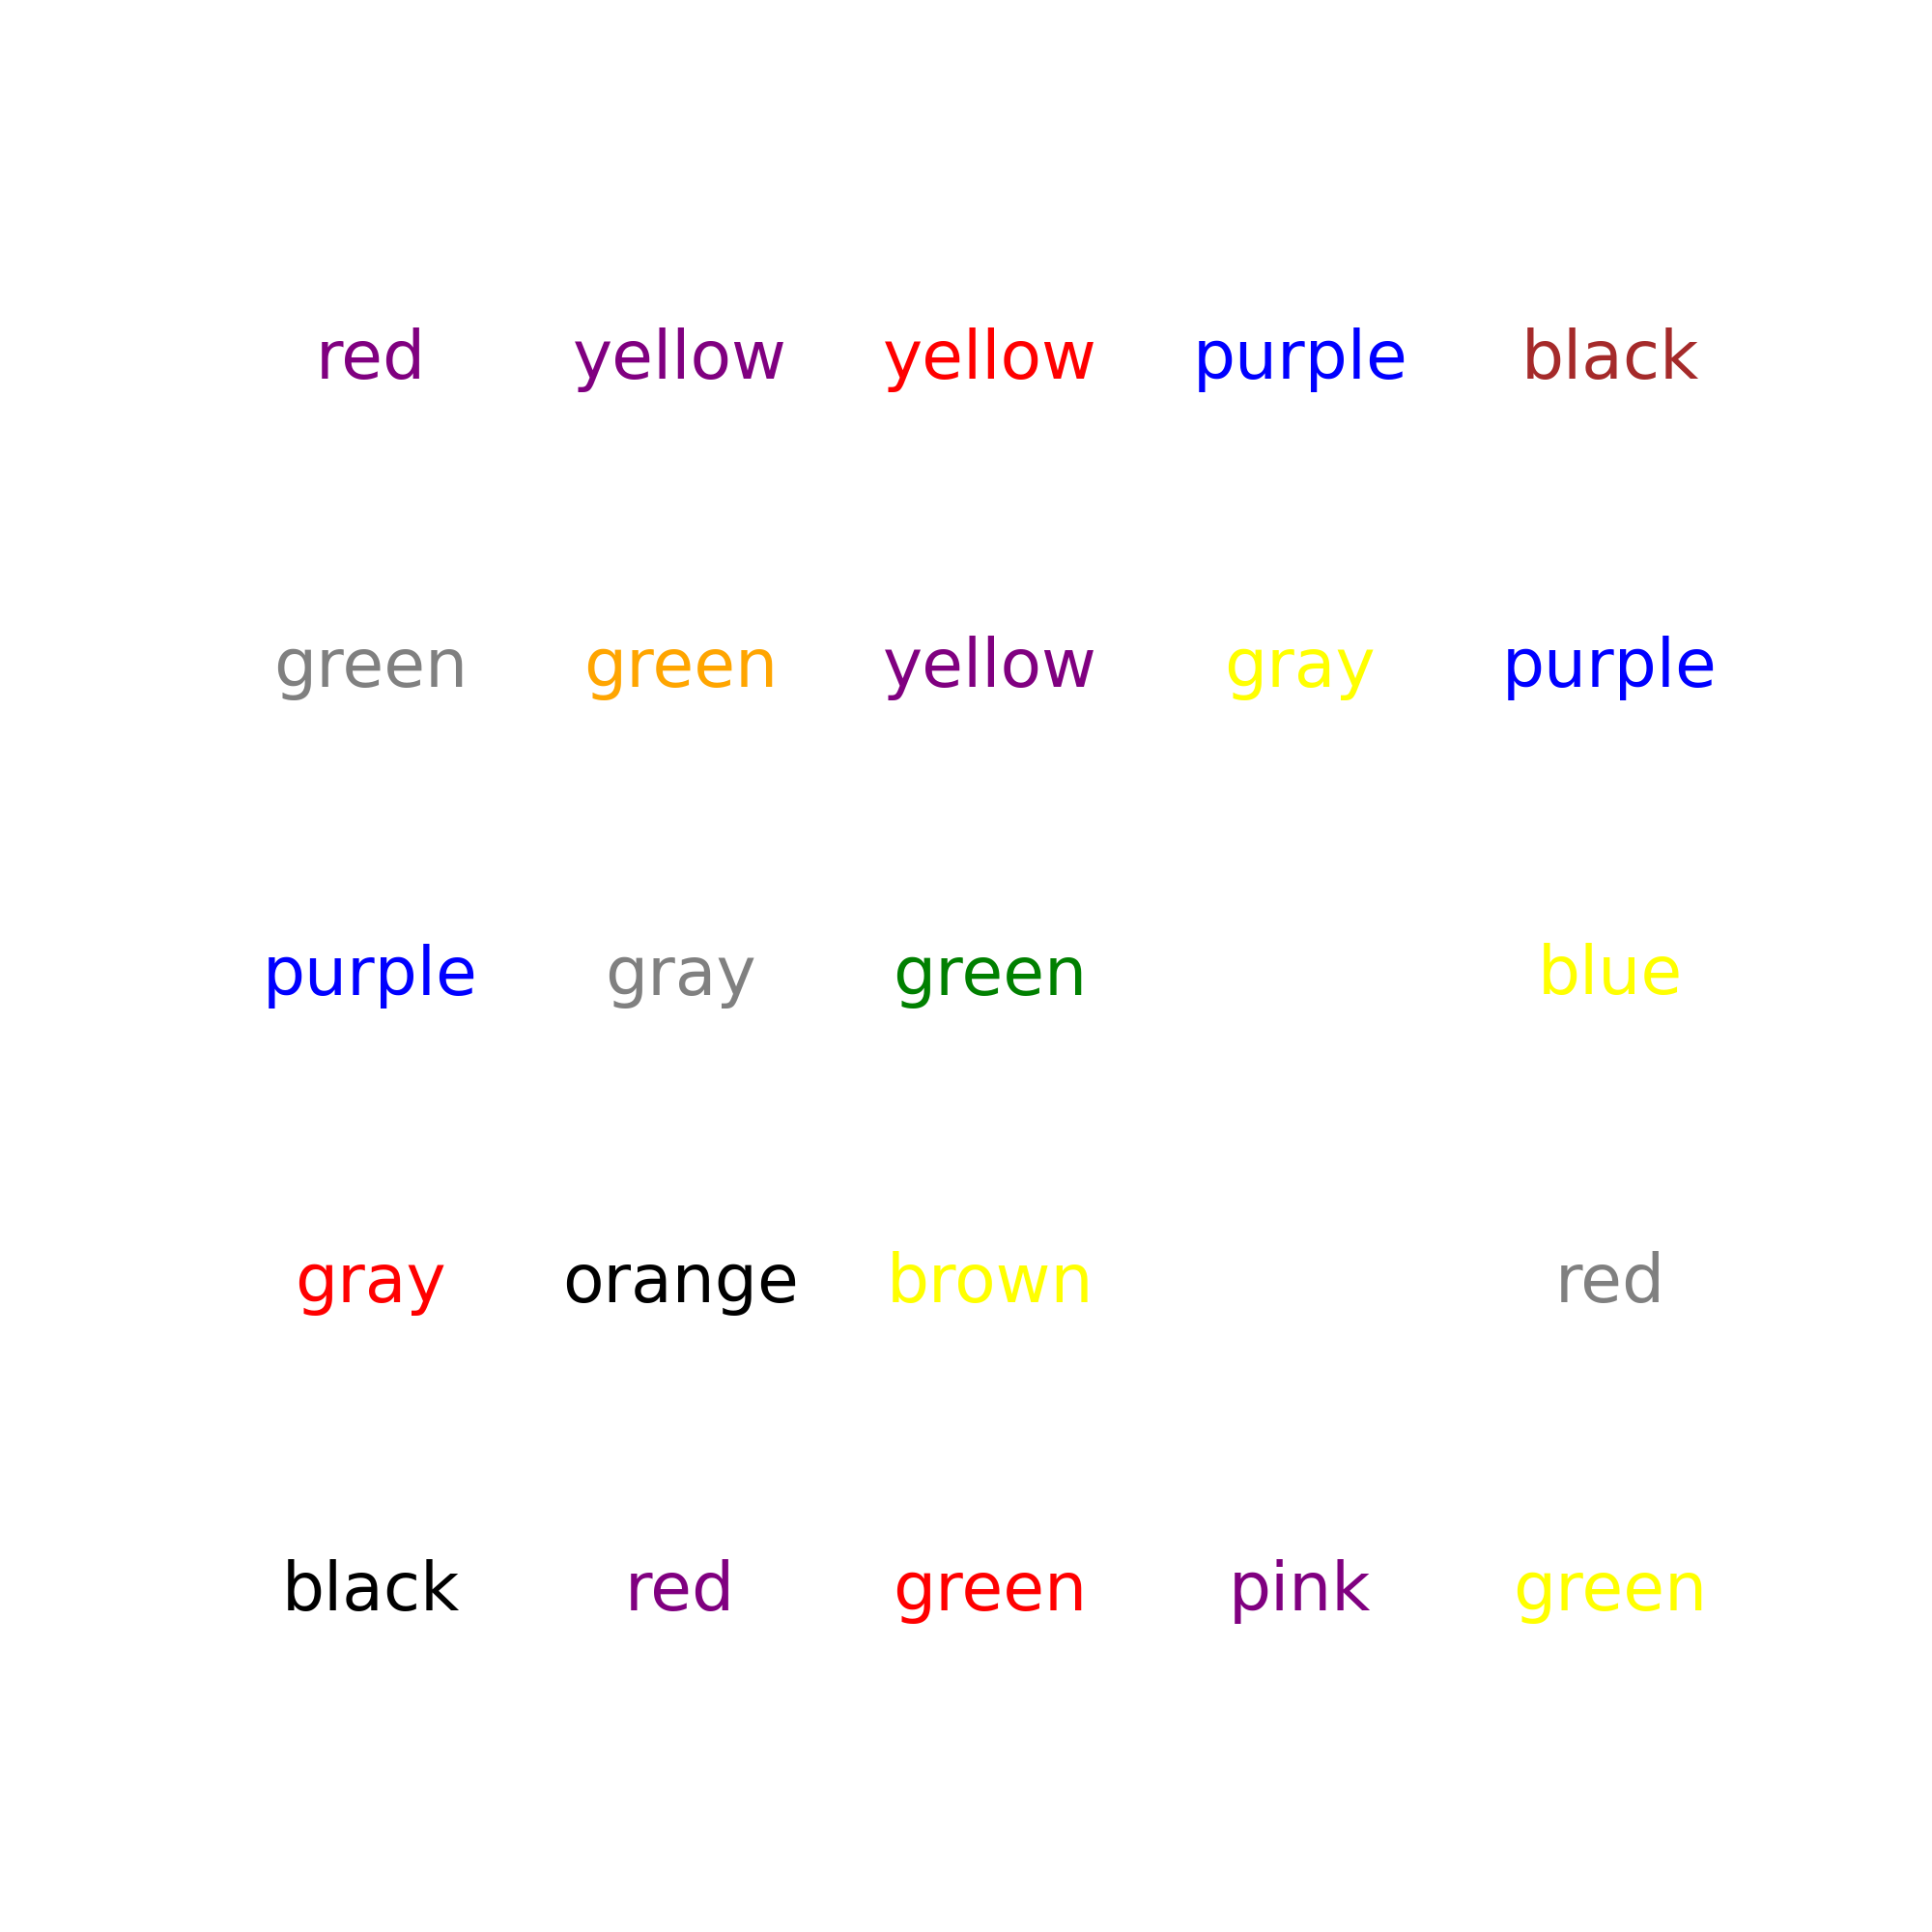 red yellow yellow purple black
green green yellow gray purple
purple gray green blue
gray orange brown red
black red green pink green